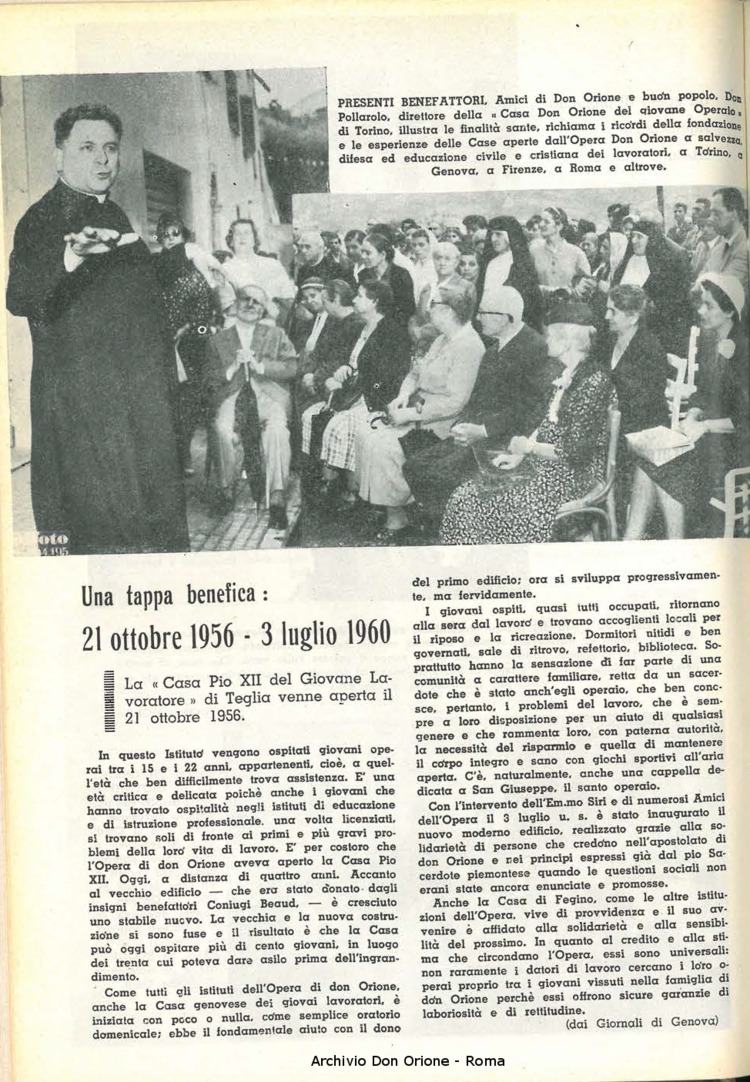 PRESENTI BENEFATTORI, Amici di Don Orione e buon popolo, Don
Pollarolo, direttore della « Casa Don Orione del giovane Operaio »
di Torino, illustra le finalità sante, richiama i ricordi della fondazione
e le esperienze delle Case aperte dall'Opera Don Orione a salvezza,
difesa ed educazione civile e cristiana dei lavoratori, a Torino, a
Genova, a Firenze, a Roma e altrove.
Una tappa benefica :
21 ottobre 1956 - 3 luglio 1960
La « Casa Pio XII del Giovane La-
voratore » di Teglia venne aperta il
21 ottobre 1956.
In questo Istituto vengono ospitati giovani ope-
rai tra i 15 e i 22 anni, appartenenti, cioè, a quel-
l'età che ben difficilmente trova assistenza. E' una
età critica e delicata poichè anche i giovani che
hanno trovato ospitalità negli istituti di educazione
e di istruzione professionale, una volta licenziati,
si trovano soli di fronte ai primi e più gravi pro-
blemi della loro vita di lavoro. E' per costoro che
l'Opera di don Orione aveva aperto la Casa Pio
XII. Oggi, a distanza di quattro anni. Accanto
al vecchio edificio — che era stato donato dagli
insigni benefattori Coniugi Beaud, — è cresciuto
uno stabile nuovo. La vecchia e la nuova costru-
zione si sono fuse e il risultato è che la Casa
può oggi ospitare più di cento giovani, in luogo
dei trenta cui poteva dare asilo prima dell'ingran-
dimento.
Come tutti gli istituti dell'Opera di don Orione,
anche la Casa genovese dei giovai lavoratori, è
iniziata con poco o nulla, come semplice oratorio
domenicale; ebbe il fondamentale aiuto con il dono
del primo edificio; ora si sviluppa progressivamen-
te, ma fervidamente.
I giovani ospiti, quasi tutti occupati, ritornano
alla sera dal lavoro e trovano accoglienti locali per
il riposo e la ricreazione. Dormitori nitidi e ben
governati, sale di ritrovo, refettorio, biblioteca. So-
prattutto hanno la sensazione di far parte di una
comunità a carattere familiare, retta da un sacer-
dote che è stato anch'egli operaio, che ben cono-
sce, pertanto, i problemi del lavoro, che è sem-
pre a loro disposizione per un aiuto di qualsiasi
genere e che rammenta loro, con paterna autorità,
la necessità del risparmio e quella di mantenere
il corpo integro e sano con giochi sportivi all'aria
aperta. C'è, naturalmente, anche una cappella de-
dicata a San Giuseppe, il santo operaio.
Con l'intervento dell'Em.mo Siri e di numerosi Amici
dell'Opera il 3 luglio u. s. è stato inaugurato il
nuovo moderno edificio, realizzato grazie alla so-
lidarietà di persone che credono nell'apostolato di
don Orione e nei principi espressi già dal pio Sa-
cerdote piemontese quando le questioni sociali non
erani state ancora enunciate e promosse.
Anche la Casa di Fegino, come le altre istitu-
zioni dell'Opera, vive di provvidenza e il suo av-
venire è affidato alla solidarietà e alla sensibi-
lità del prossimo. In quanto al credito e alla sti-
ma che circondano l'Opera, essi sono universali:
non raramente i datori di lavoro cercano i loro o-
perai proprio tra i giovani vissuti nella famiglia di
don Orione perchè essi offrono sicure garanzie di
laboriosità e di rettitudine.
(dai Giornali di Genova)
Archivio Don Orione - Roma